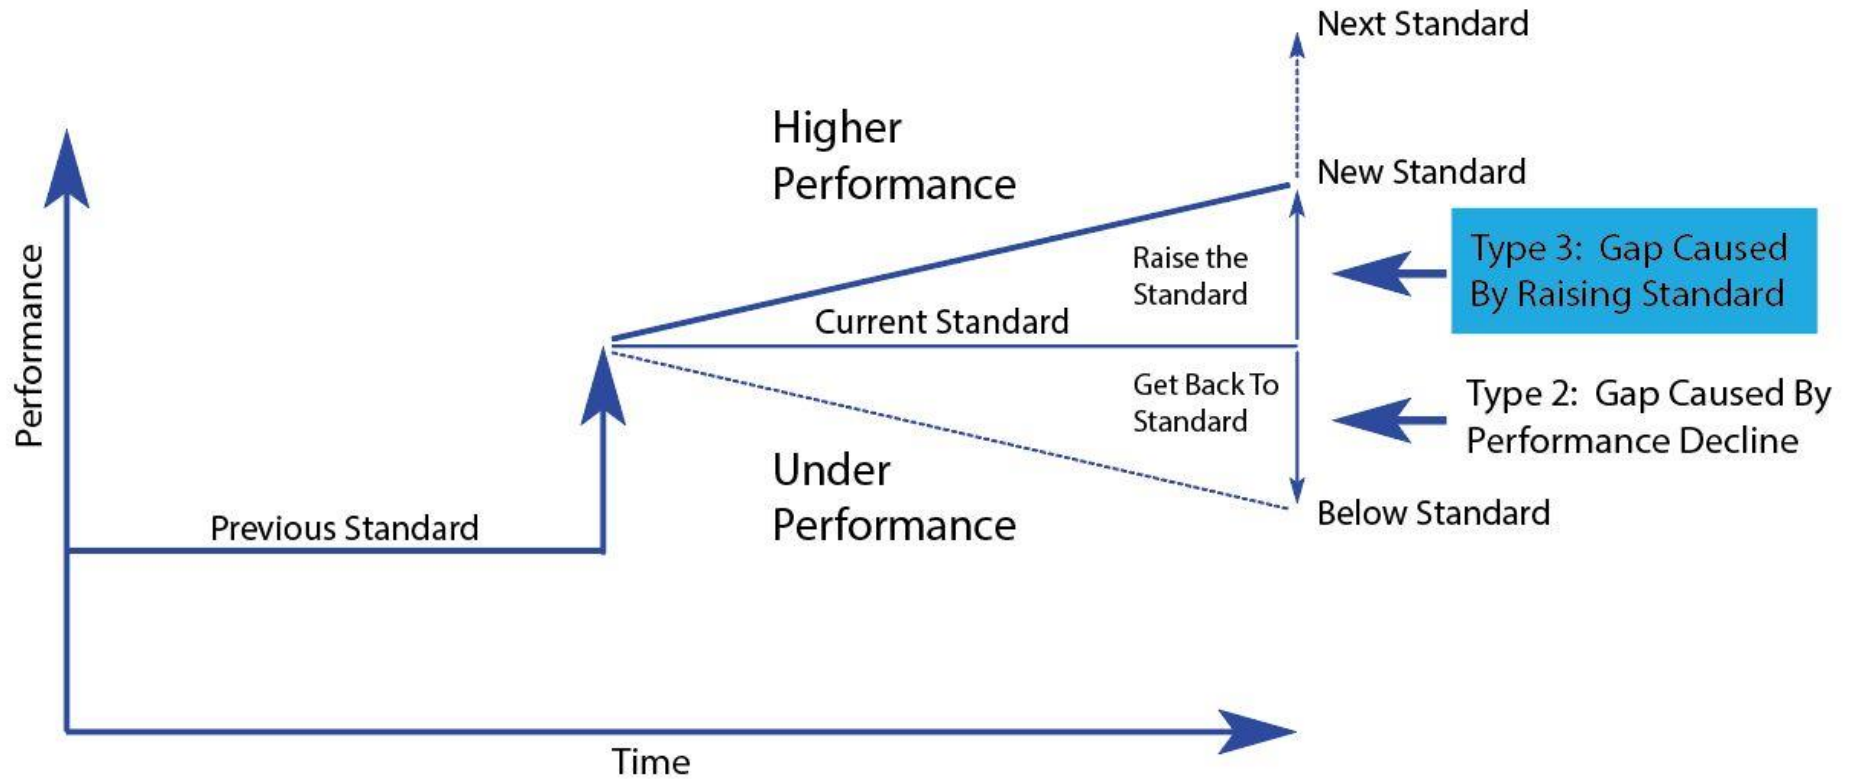 Next Standard
Higher
Performance
New Standard
Raise the
Standard
Type 3: Gap Caused
By Raising Standard
Current Standard
Get Back To
Standard
Type 2: Gap Caused By
Performance Decline
Under
Performance
Below Standard
Previous Standard
Performance
Time